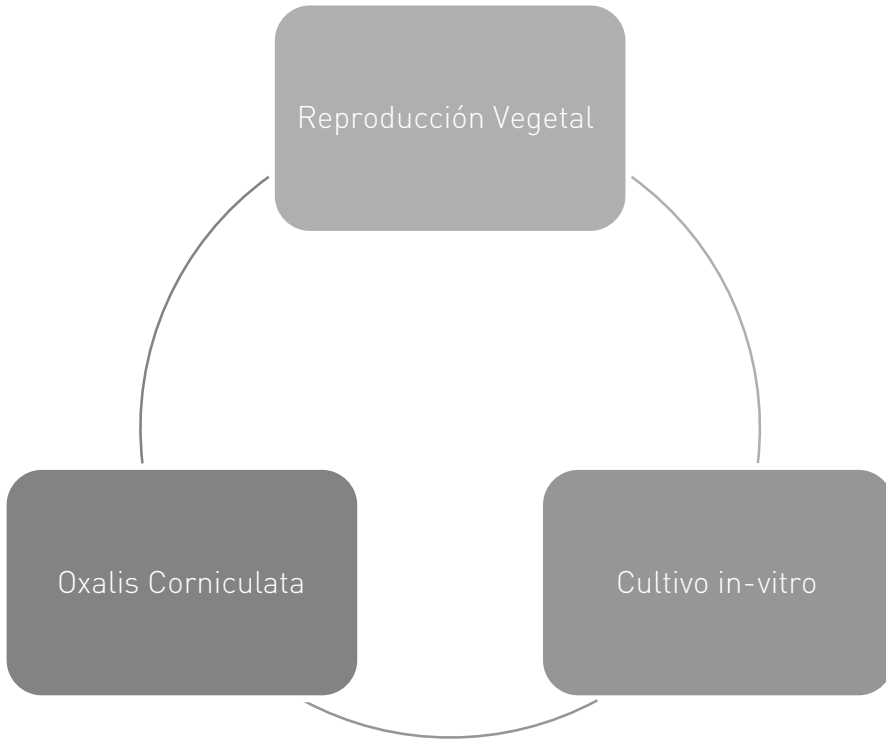 Reproducción Vegetal
Oxalis Corniculata
Cultivo in-vitro